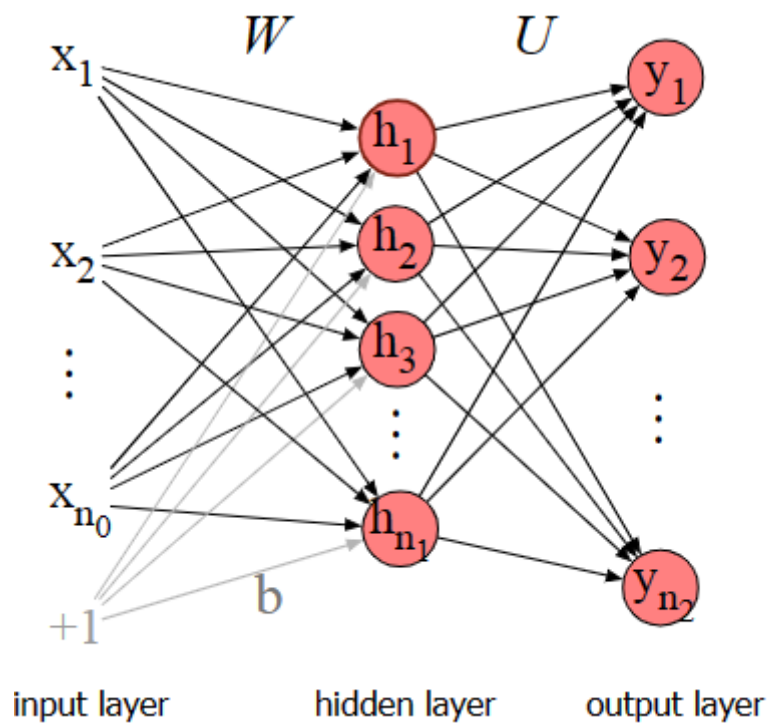 W U
x₁ h₁ y₁
x₂ h₂ y₂
⋮ h₃ ⋮
⋮
xₙ₀ hₙ₁ yₙ₂
+1 b
input layer hidden layer output layer